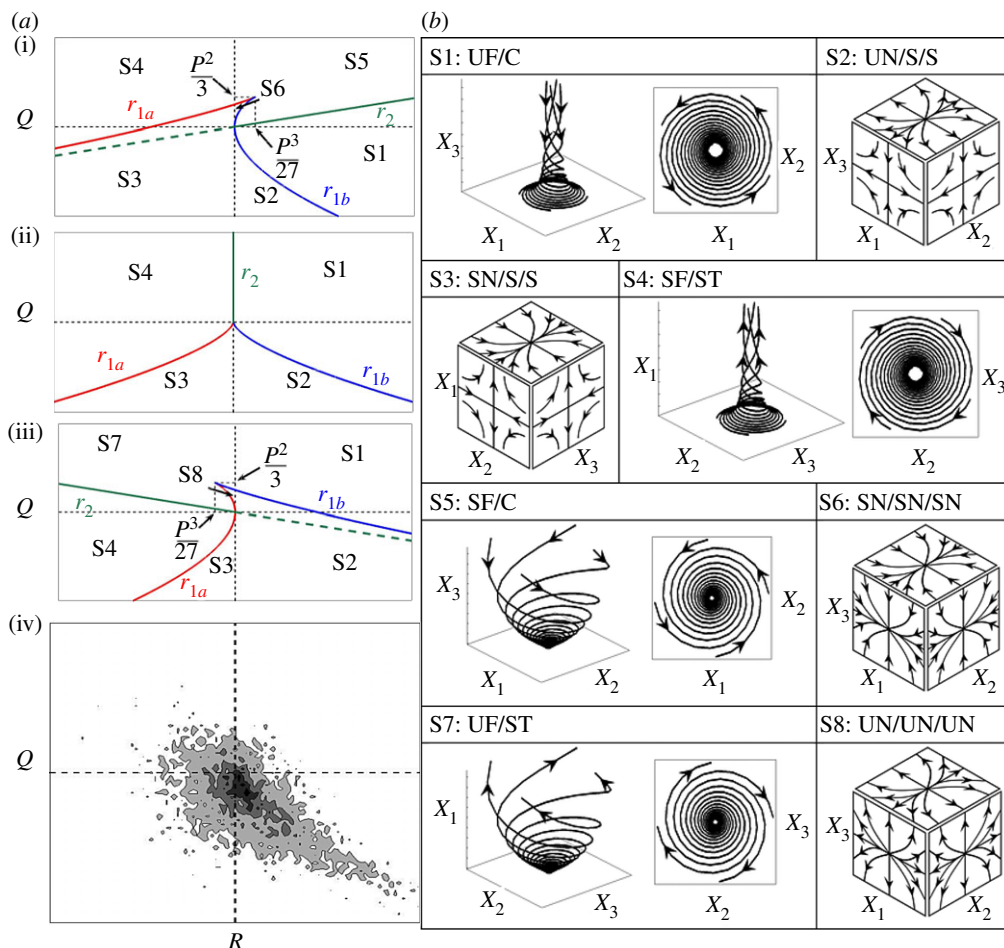 (a)
(i)
S4
P²/3
S6
S5
r1a
Q
r2
P³/27
S1
S3
S2
r1b
(ii)
S4
S1
r2
Q
r1a
S3
S2
r1b
(iii)
S7
S8
P²/3
S1
r2
r1b
Q
P³/27
S4
S3
S2
r1a
(iv)
Q
R
(b)
S1: UF/C
X3
X1
X2
X2
X1
S2: UN/S/S
X3
X1
X2
S3: SN/S/S
X1
X2
X3
S4: SF/ST
X1
X2
X3
X3
X2
S5: SF/C
X3
X1
X2
X2
X1
S6: SN/SN/SN
X3
X1
X2
S7: UF/ST
X1
X2
X3
X3
X2
S8: UN/UN/UN
X3
X1
X2